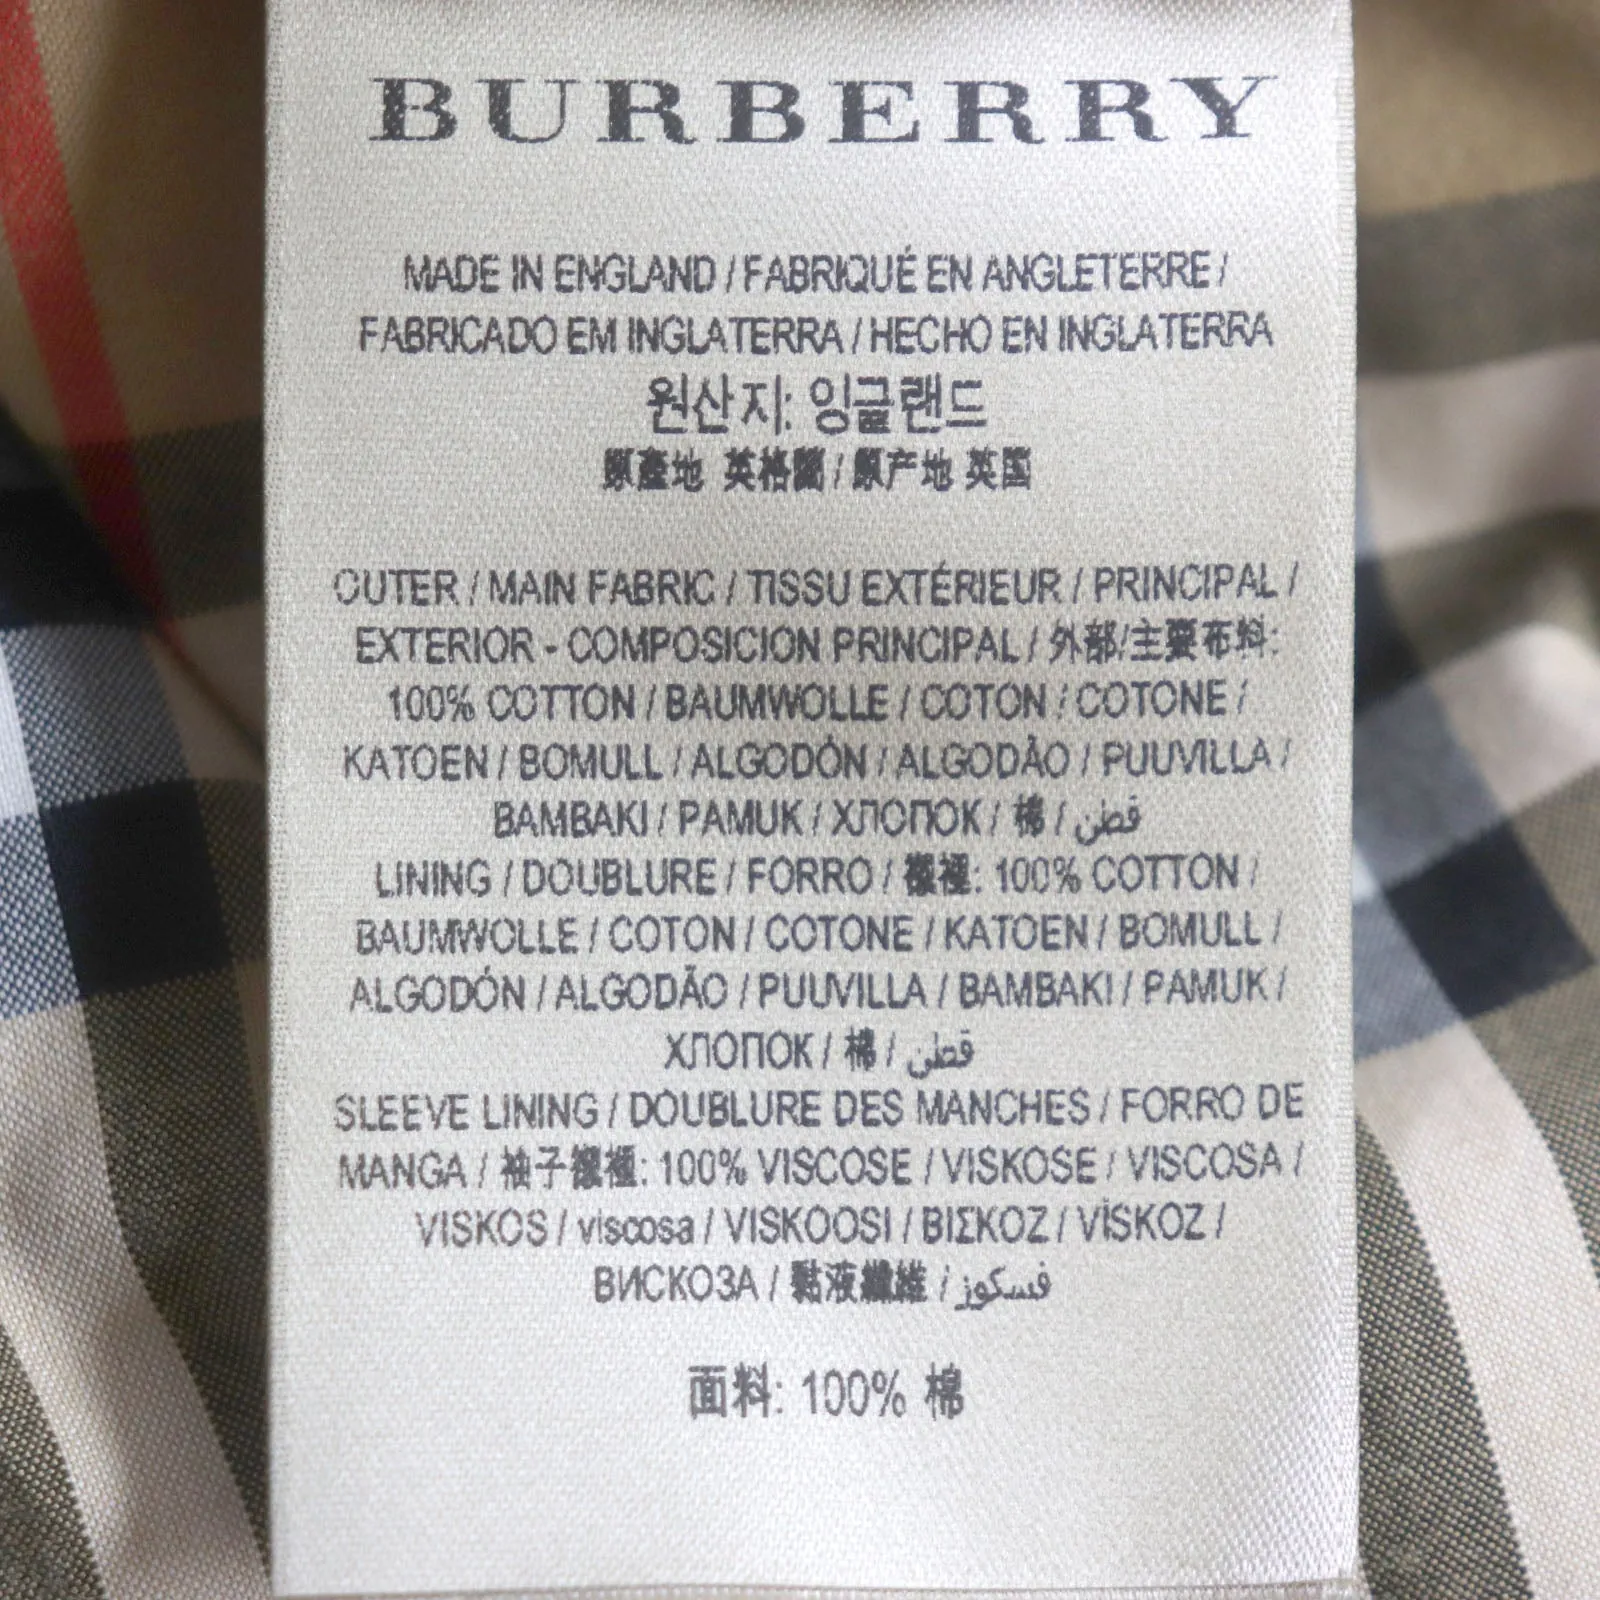 BURBERRY
MADE IN ENGLAND / FABRIQUÉ EN ANGLETERRE /
FABRICADO EM INGLATERRA / HECHO EN INGLATERRA
원산지: 잉글랜드
原產地 英格蘭 / 原产地 英国
OUTER / MAIN FABRIC / TISSU EXTÉRIEUR / PRINCIPAL /
EXTERIOR - COMPOSICION PRINCIPAL / 外部/主要布料:
100% COTTON / BAUMWOLLE / COTON / COTONE /
KATOEN / BOMULL / ALGODÓN / ALGODÃO / PUUVILLA /
BAMBAKI / PAMUK / ХЛОПОК / 棉 / قطن
LINING / DOUBLURE / FORRO / 襯裡: 100% COTTON /
BAUMWOLLE / COTON / COTONE / KATOEN / BOMULL /
ALGODÓN / ALGODÃO / PUUVILLA / BAMBAKI / PAMUK /
ХЛОПОК / 棉 / قطن
SLEEVE LINING / DOUBLURE DES MANCHES / FORRO DE
MANGA / 袖子襯裡: 100% VISCOSE / VISKOSE / VISCOSA /
VISKOS / viscosa / VISKOOSI / ΒΙΣΚΟΖ / VİSKOZ /
ВИСКОЗА / 黏液纖維 / فسكوز
面料: 100% 棉